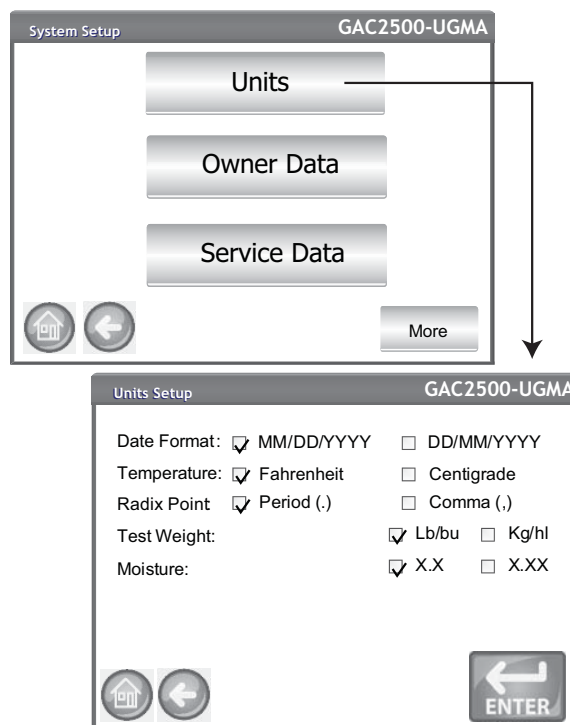 System Setup GAC2500-UGMA
Units
Owner Data
Service Data
More
Units Setup GAC2500-UGMA
Date Format: MM/DD/YYYY DD/MM/YYYY
Temperature: Fahrenheit Centigrade
Radix Point Period (.) Comma (,)
Test Weight: Lb/bu Kg/hl
Moisture: X.X X.XX
ENTER